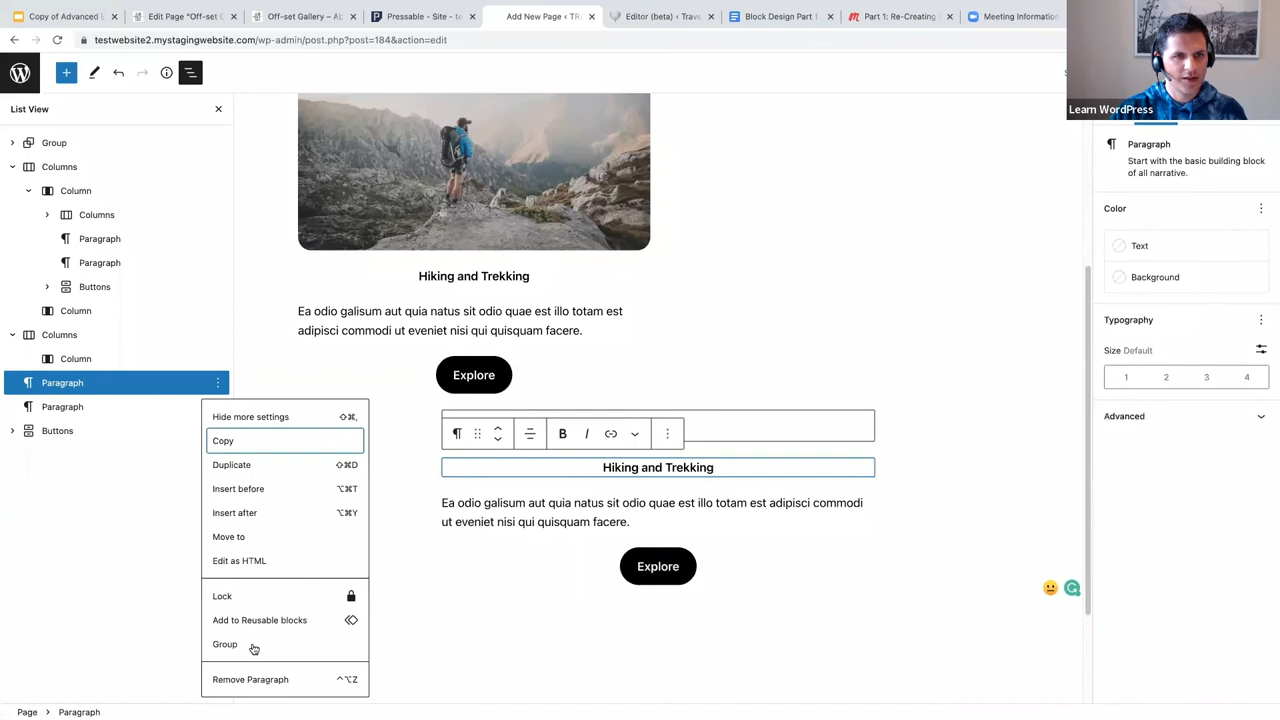 Copy of Advanced E
Edit Page "Off-set C
Off-set Gallery – A
Pressable - Site - te
Add New Page ‹ TR
Editor (beta) ‹ Trave
Block Design Part 1
Part 1: Re-Creating
Meeting Information
testwebsite2.mystagingwebsite.com/wp-admin/post.php?post=184&action=edit
Learn WordPress
List View
Group
Columns
Column
Columns
Paragraph
Paragraph
Buttons
Column
Columns
Column
Paragraph
Paragraph
Buttons
Hide more settings ⇧⌘,
Copy
Duplicate ⇧⌘D
Insert before ⌥⌘T
Insert after ⌥⌘Y
Move to
Edit as HTML
Lock
Add to Reusable blocks
Group
Remove Paragraph ^⌥Z
Hiking and Trekking
Ea odio galisum aut quia natus sit odio quae est illo totam est
adipisci commodi ut eveniet nisi qui quisquam facere.
Explore
B I
Hiking and Trekking
Ea odio galisum aut quia natus sit odio quae est illo totam est adipisci commodi
ut eveniet nisi qui quisquam facere.
Explore
Paragraph
Start with the basic building block
of all narrative.
Color
Text
Background
Typography
Size Default
1 2 3 4
Advanced
Page › Paragraph